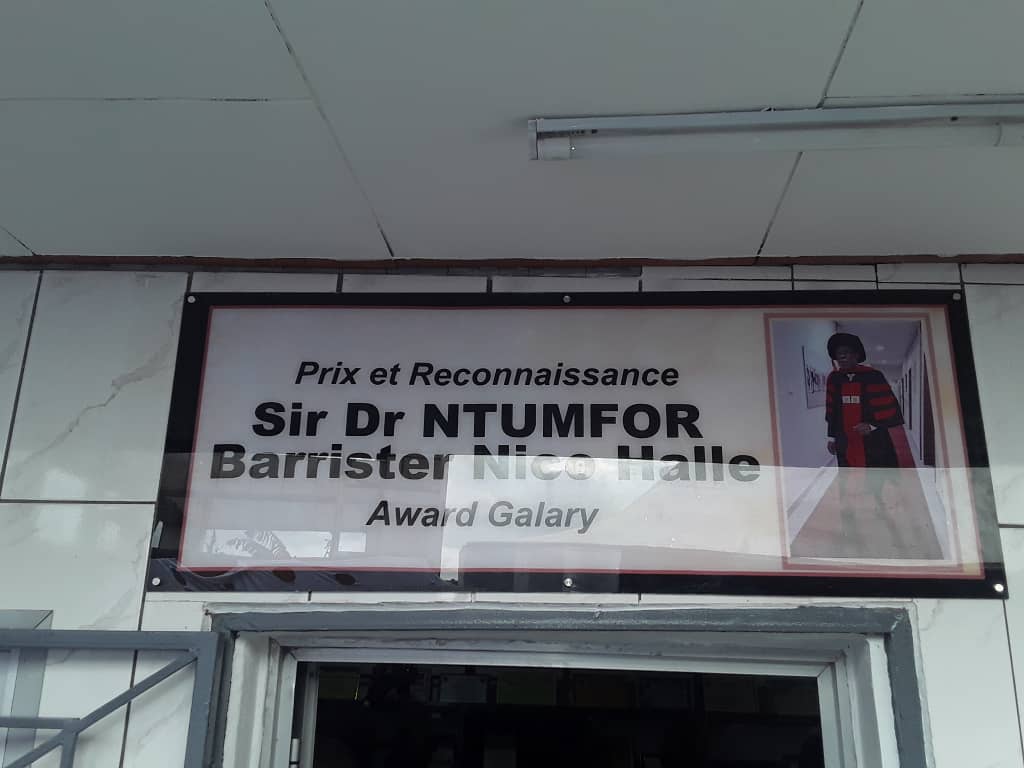 Prix et Reconnaissance
Sir Dr NTUMFOR
Barrister Nico Halle
Award Galary